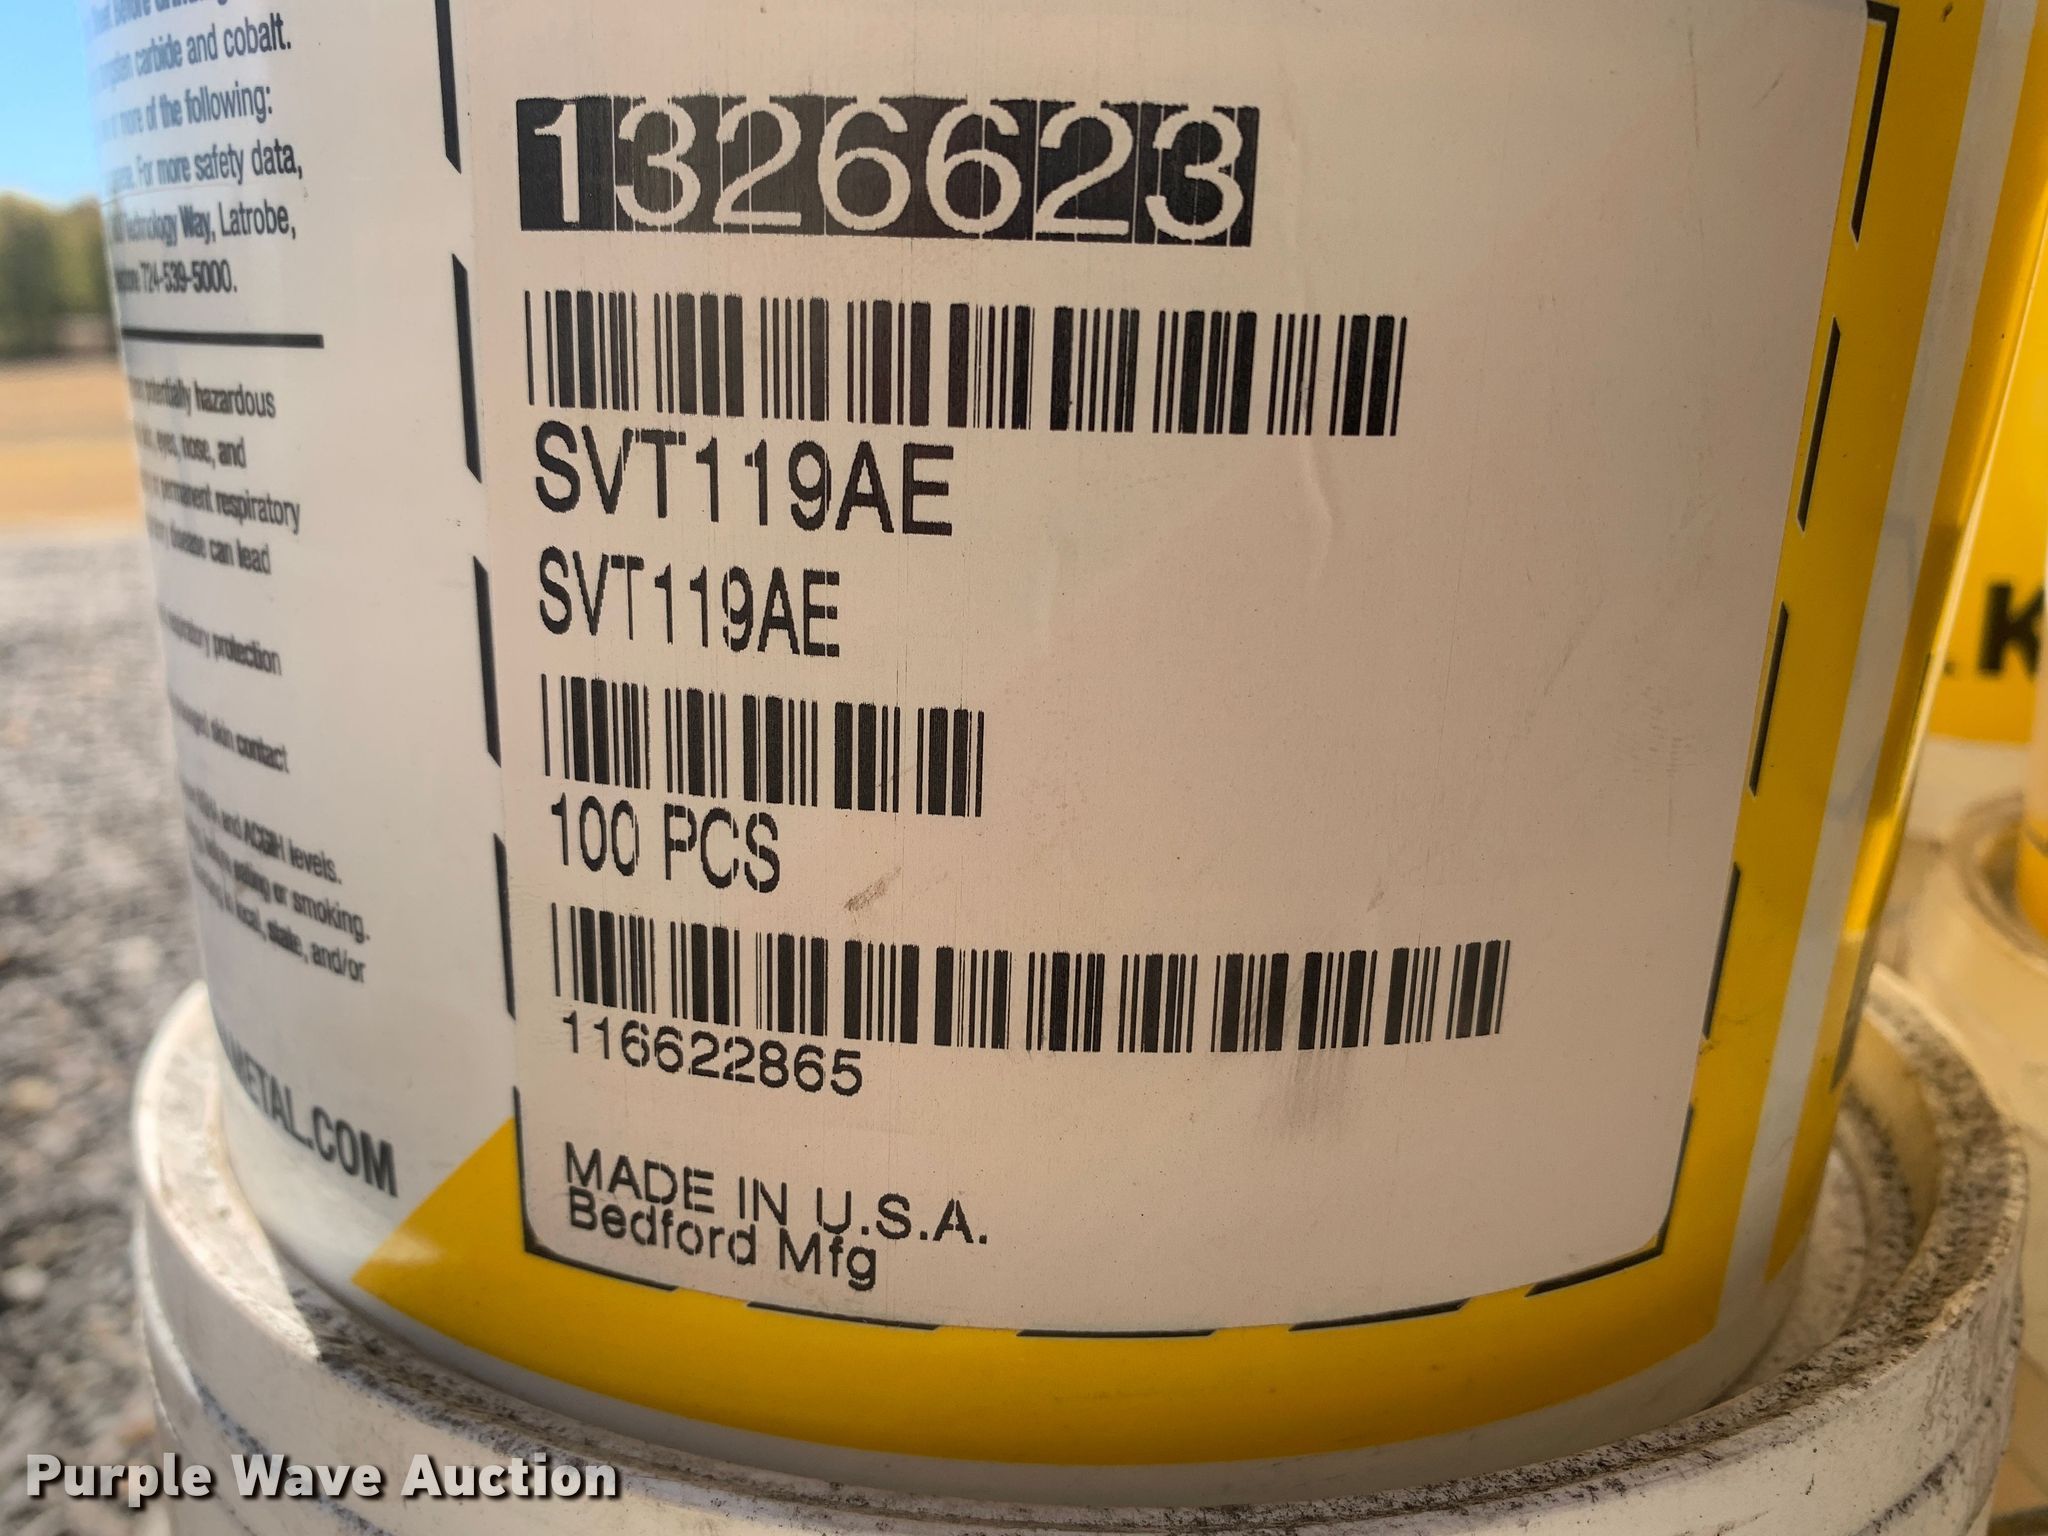 carbide and cobalt.
more of the following:
For more safety data,
Technology Way, Latrobe,
724-539-5000.
potentially hazardous
eyes, nose, and
permanent respiratory
disease can lead
respiratory protection
skin contact
and ACGIH levels.
eating or smoking.
local, state, and/or
METAL.COM
1326623
SVT119AE
SVT119AE
100 PCS
116622865
MADE IN U.S.A.
Bedford Mfg
K
Purple Wave Auction